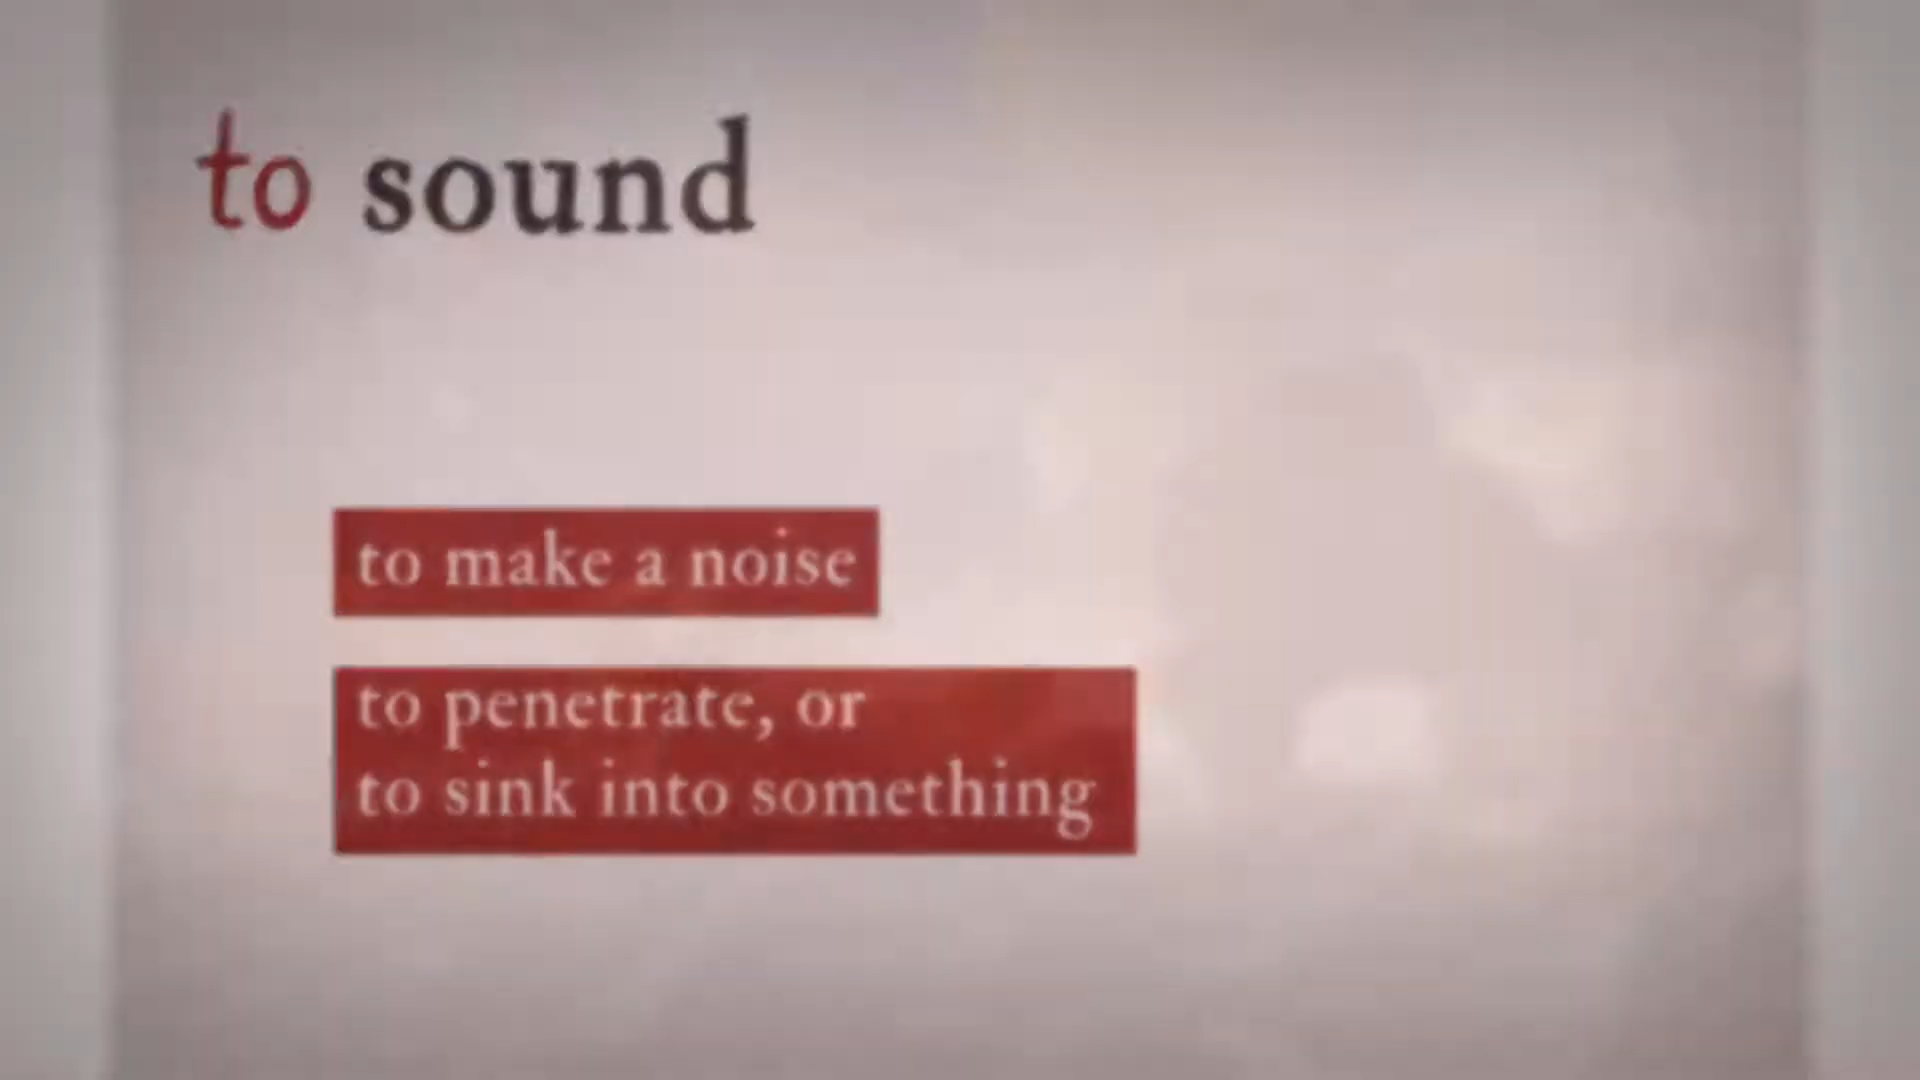 to sound
to make a noise
to penetrate, or
to sink into something